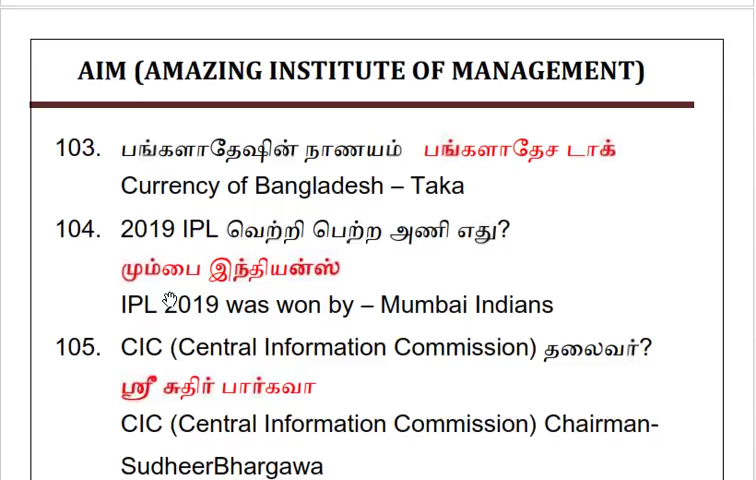 AIM (AMAZING INSTITUTE OF MANAGEMENT)
103. பங்களாதேஷின் நாணயம் பங்களாதேச டாக்
Currency of Bangladesh – Taka
104. 2019 IPL வெற்றி பெற்ற அணி எது?
மும்பை இந்தியன்ஸ்
IPL 2019 was won by – Mumbai Indians
105. CIC (Central Information Commission) தலைவர்?
ஸ்ரீ சுதிர் பார்கவா
CIC (Central Information Commission) Chairman-
SudheerBhargawa